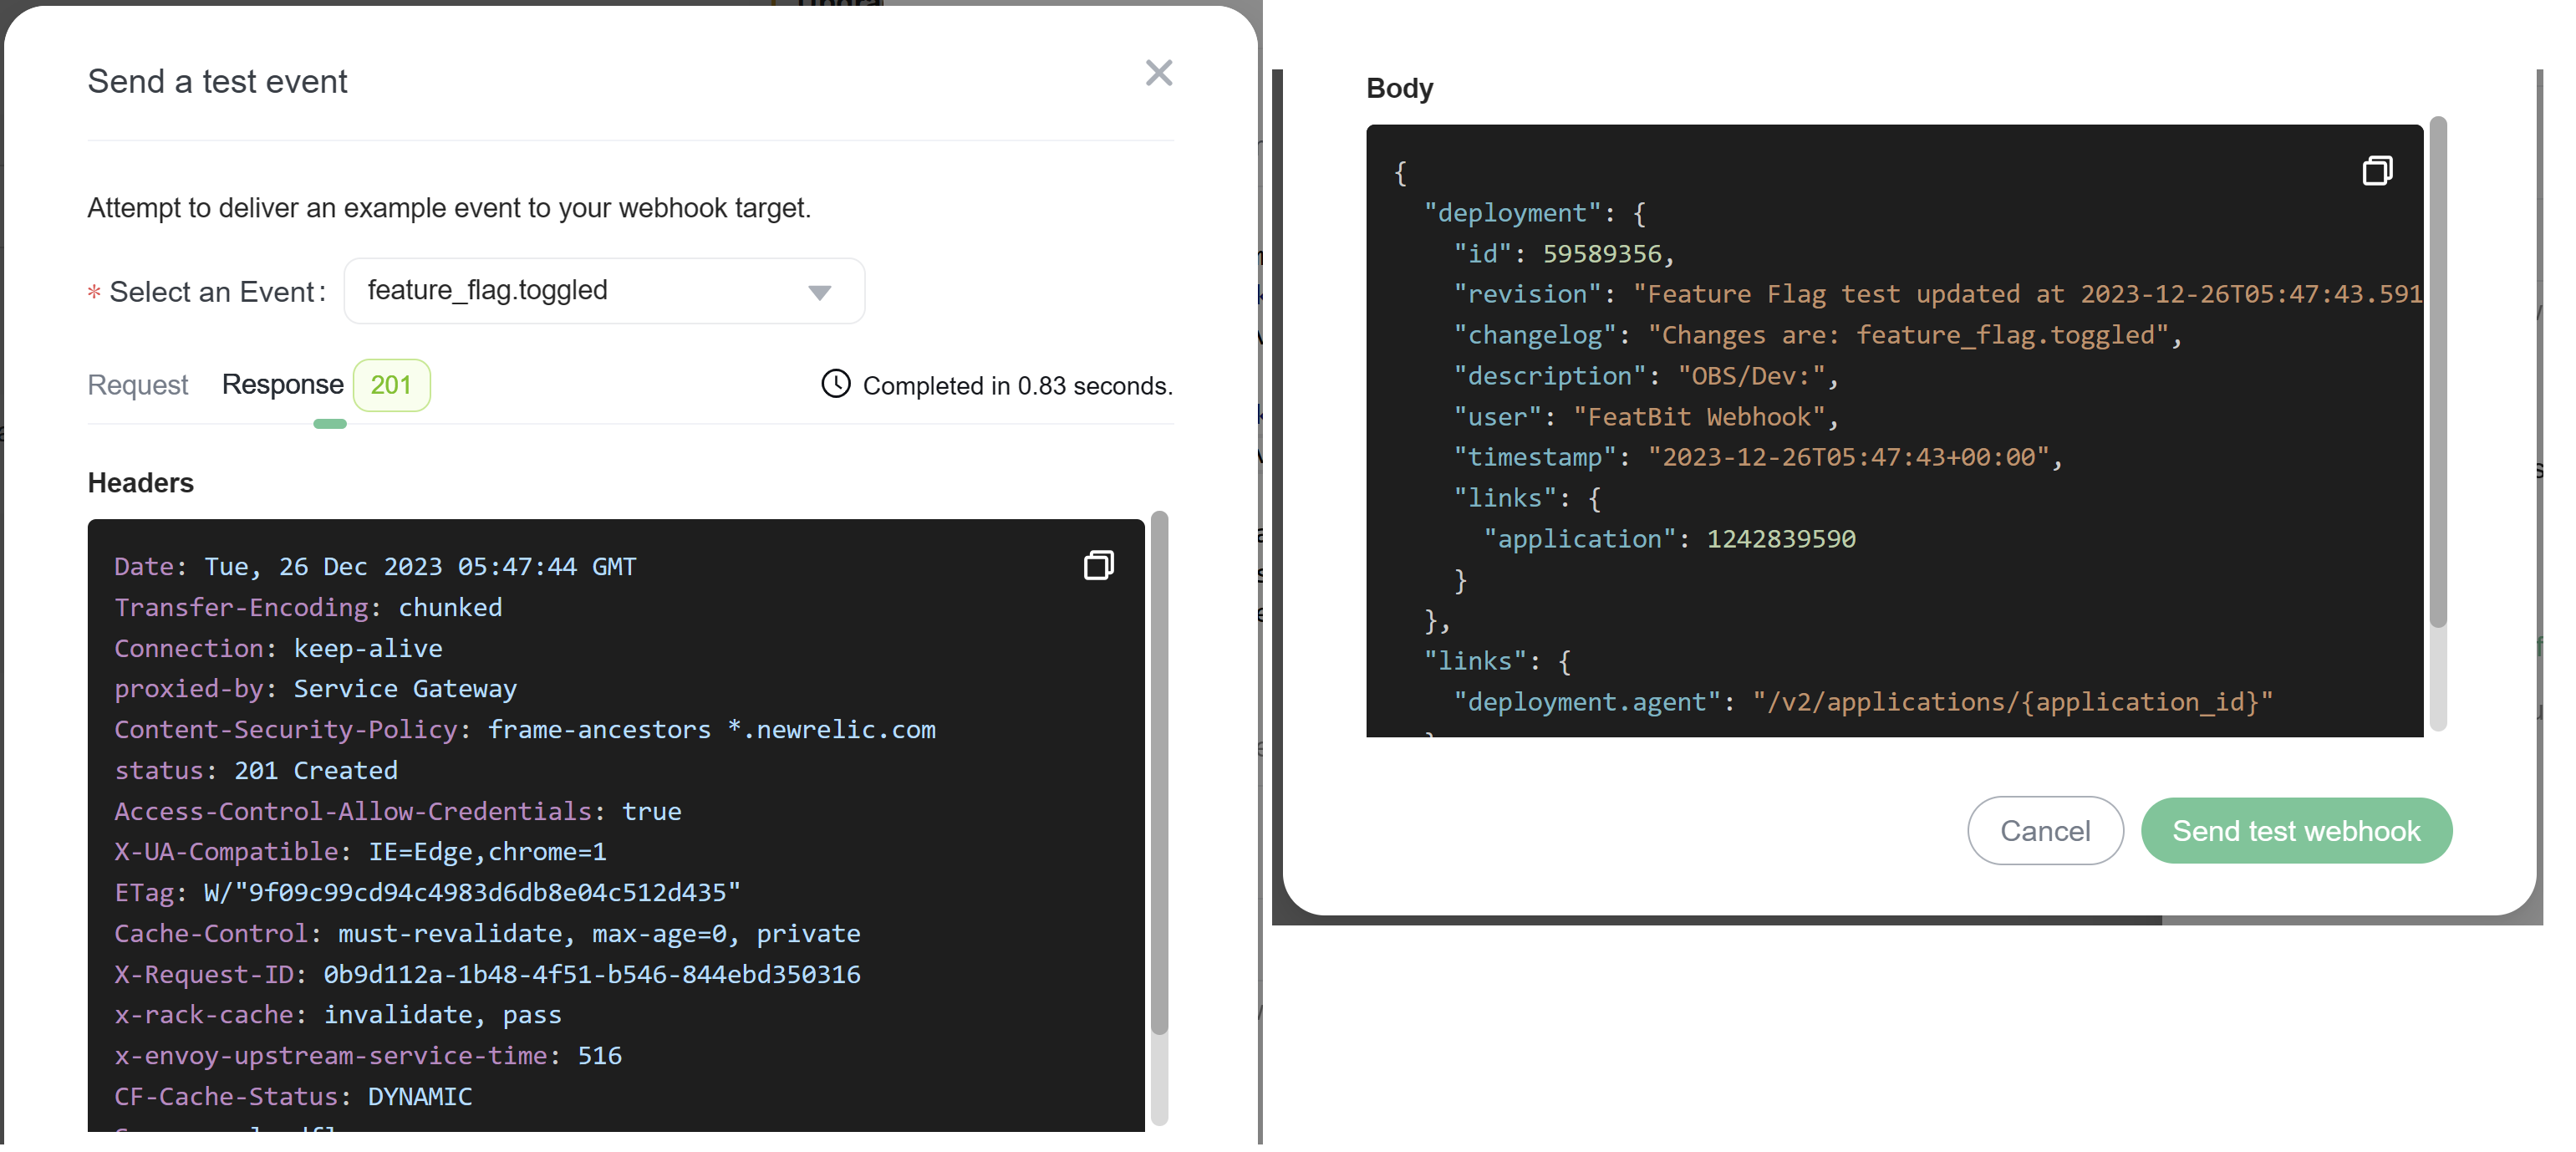 Send a test event
Attempt to deliver an example event to your webhook target.
* Select an Event: feature_flag.toggled
Request Response 201 Completed in 0.83 seconds.
Headers
Date: Tue, 26 Dec 2023 05:47:44 GMT
Transfer-Encoding: chunked
Connection: keep-alive
proxied-by: Service Gateway
Content-Security-Policy: frame-ancestors *.newrelic.com
status: 201 Created
Access-Control-Allow-Credentials: true
X-UA-Compatible: IE=Edge,chrome=1
ETag: W/"9f09c99cd94c4983d6db8e04c512d435"
Cache-Control: must-revalidate, max-age=0, private
X-Request-ID: 0b9d112a-1b48-4f51-b546-844ebd350316
x-rack-cache: invalidate, pass
x-envoy-upstream-service-time: 516
CF-Cache-Status: DYNAMIC
Body
{
"deployment": {
"id": 59589356,
"revision": "Feature Flag test updated at 2023-12-26T05:47:43.591
"changelog": "Changes are: feature_flag.toggled",
"description": "OBS/Dev:",
"user": "FeatBit Webhook",
"timestamp": "2023-12-26T05:47:43+00:00",
"links": {
"application": 1242839590
}
},
"links": {
"deployment.agent": "/v2/applications/{application_id}"
Cancel Send test webhook